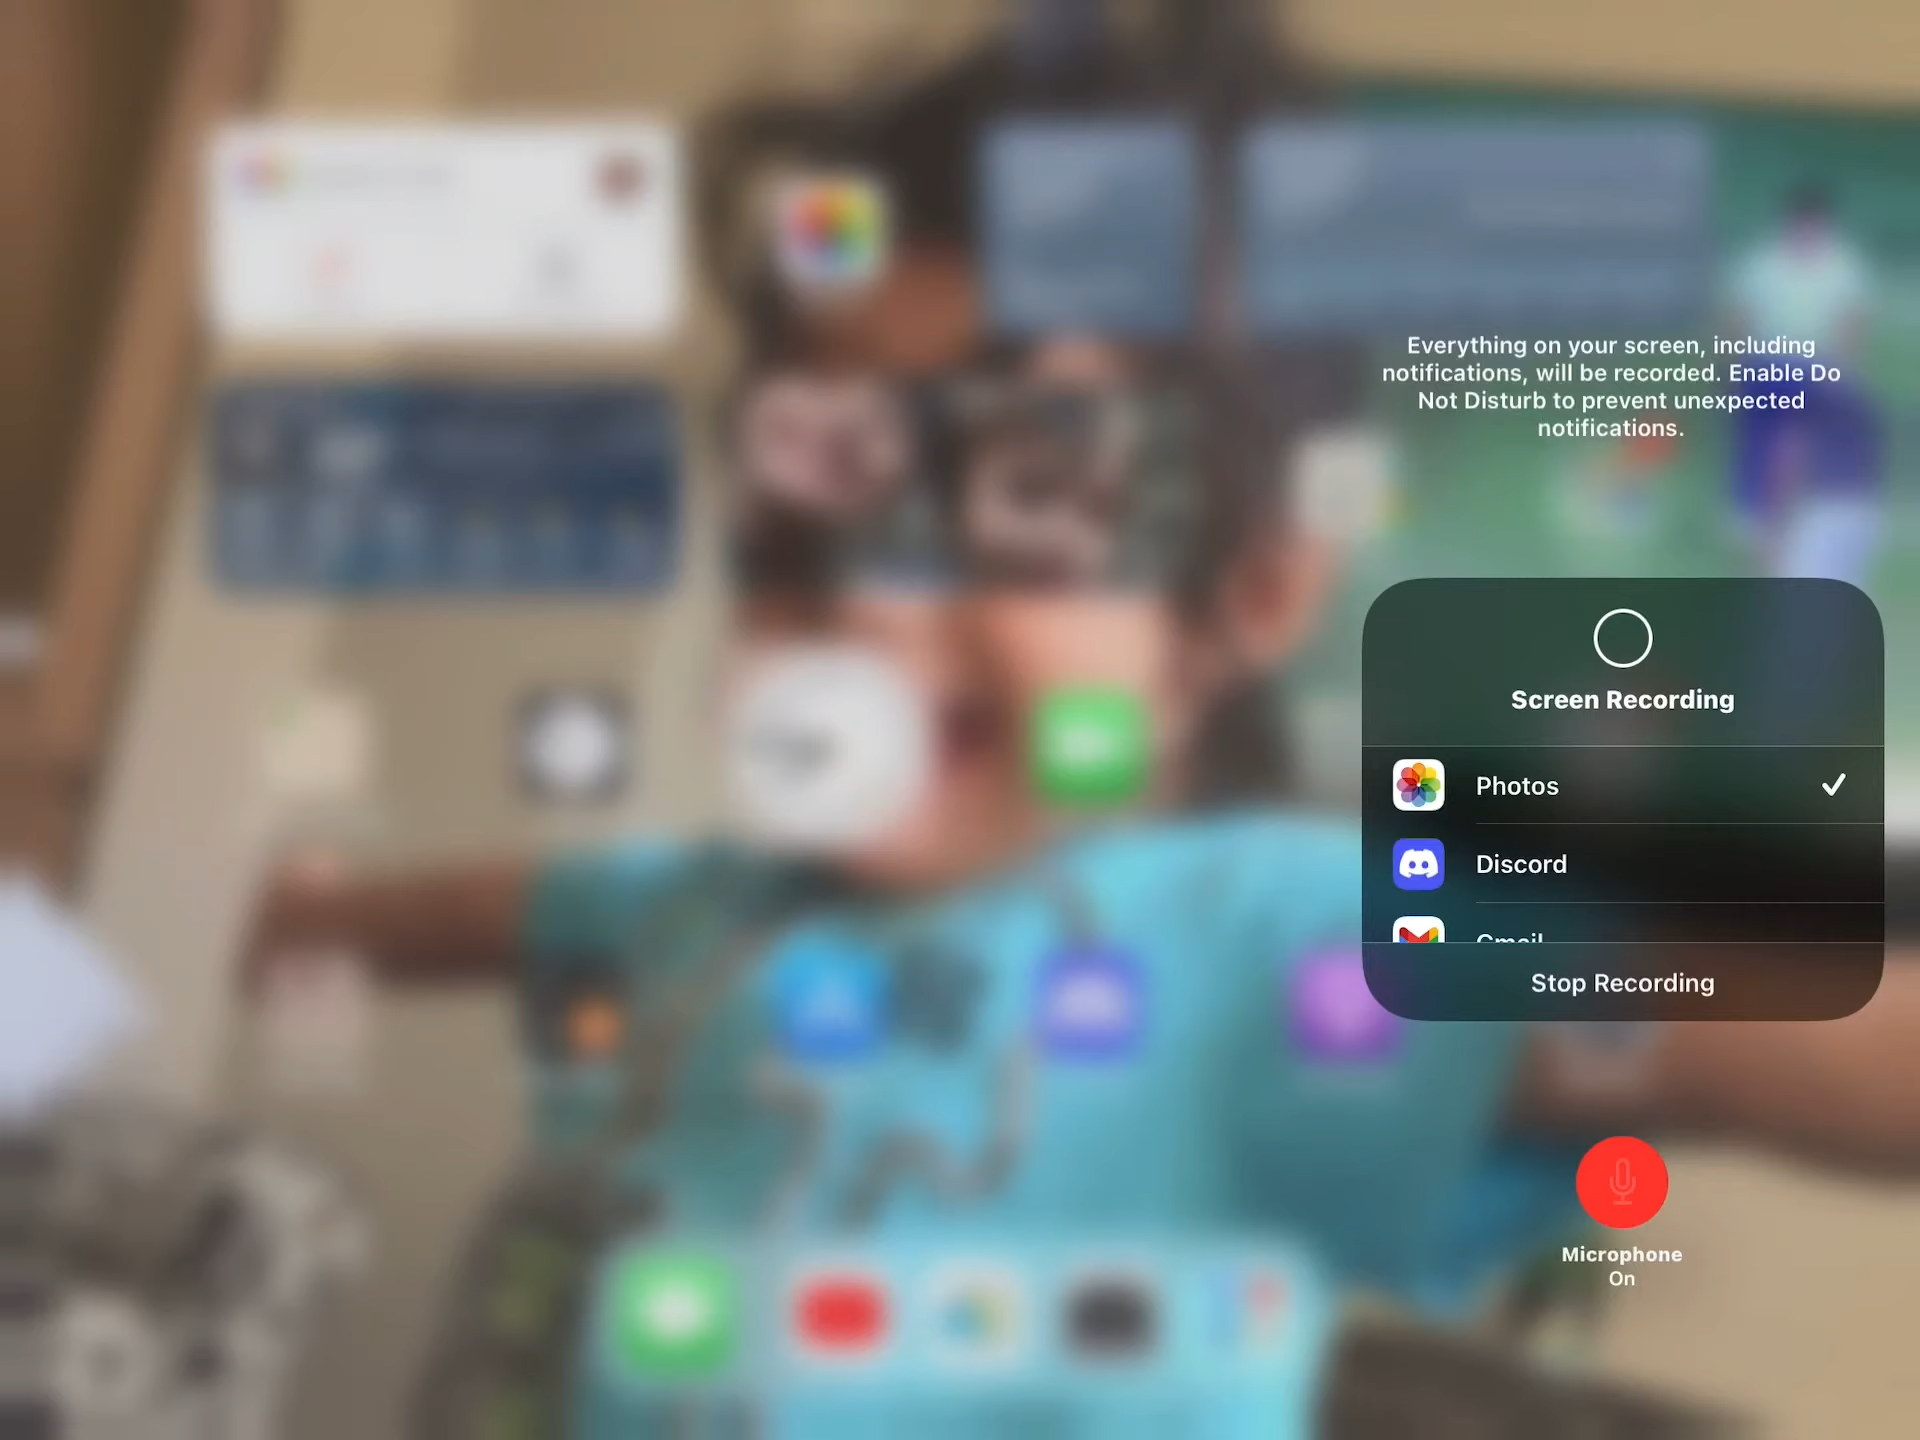 Everything on your screen, including
notifications, will be recorded. Enable Do
Not Disturb to prevent unexpected
notifications.
Screen Recording
Photos
Discord
Gmail
Stop Recording
Microphone
On